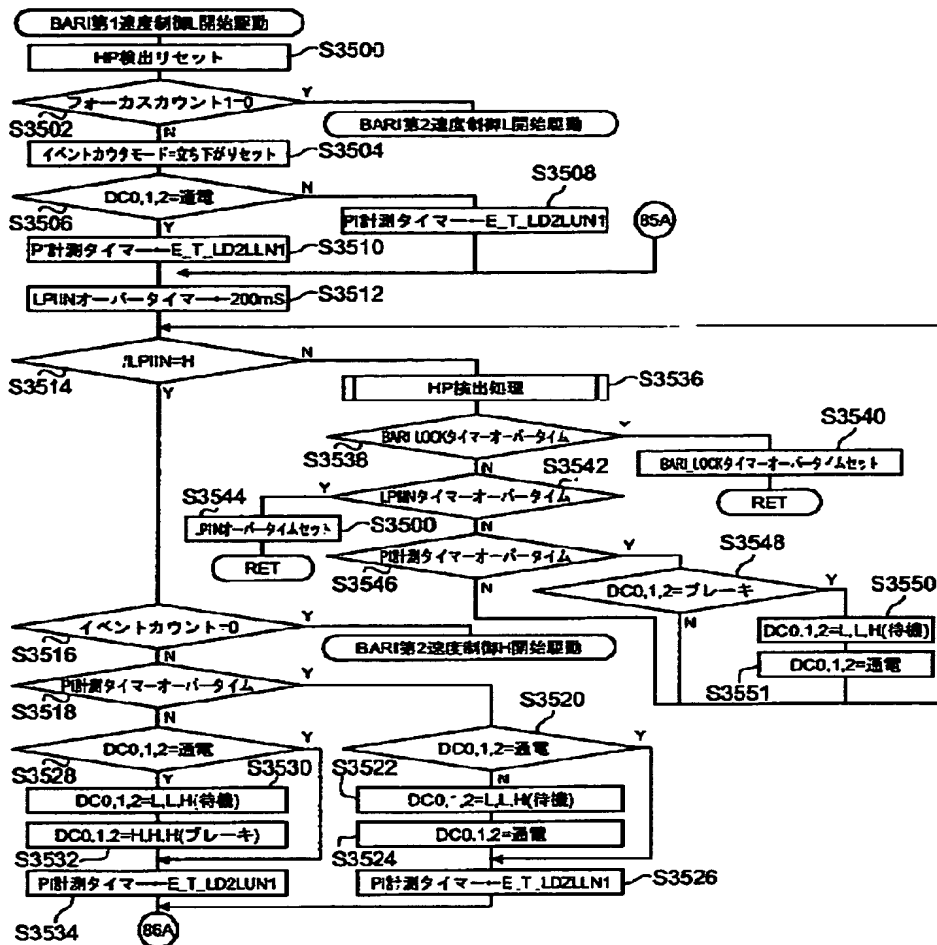 BARI第1速度制御L開始駆動
HP検出リセット
S3500
フォーカスカウント1=0
Y
S3502
N
BARI第2速度制御L開始駆動
イベントカウタモード=立ち下がりセット
S3504
DC0,1,2=通電
N
S3506
Y
S3508
PI計測タイマー←E_T_LD2LUN1
85A
PI計測タイマー←E_T_LD2LLN1
S3510
LPIINオーバータイマー←200mS
S3512
/LPIIN=H
N
S3514
Y
HP検出処理
S3536
BARI_LOCKタイマーオーバータイム
Y
S3538
N
S3540
BARI_LOCKタイマーオーバータイムセット
RET
S3542
LPIINタイマーオーバータイム
Y
N
S3544
LPIINオーバータイムセット
S3500
RET
PI計測タイマーオーバータイム
Y
S3546
N
S3548
DC0,1,2=ブレーキ
Y
N
S3550
DC0,1,2=L,L,H(待機)
DC0,1,2=通電
S3551
イベントカウント=0
Y
S3516
N
BARI第2速度制御H開始駆動
PI計測タイマーオーバータイム
Y
S3518
N
DC0,1,2=通電
Y
S3528
Y
S3530
DC0,1,2=L,L,H(待機)
DC0,1,2=H,H,H(ブレーキ)
S3532
PI計測タイマー←E_T_LD2LUN1
S3534
S3520
DC0,1,2=通電
Y
N
S3522
DC0,1,2=L,L,H(待機)
DC0,1,2=通電
S3524
PI計測タイマー←E_T_LD2LLN1
S3526
86A